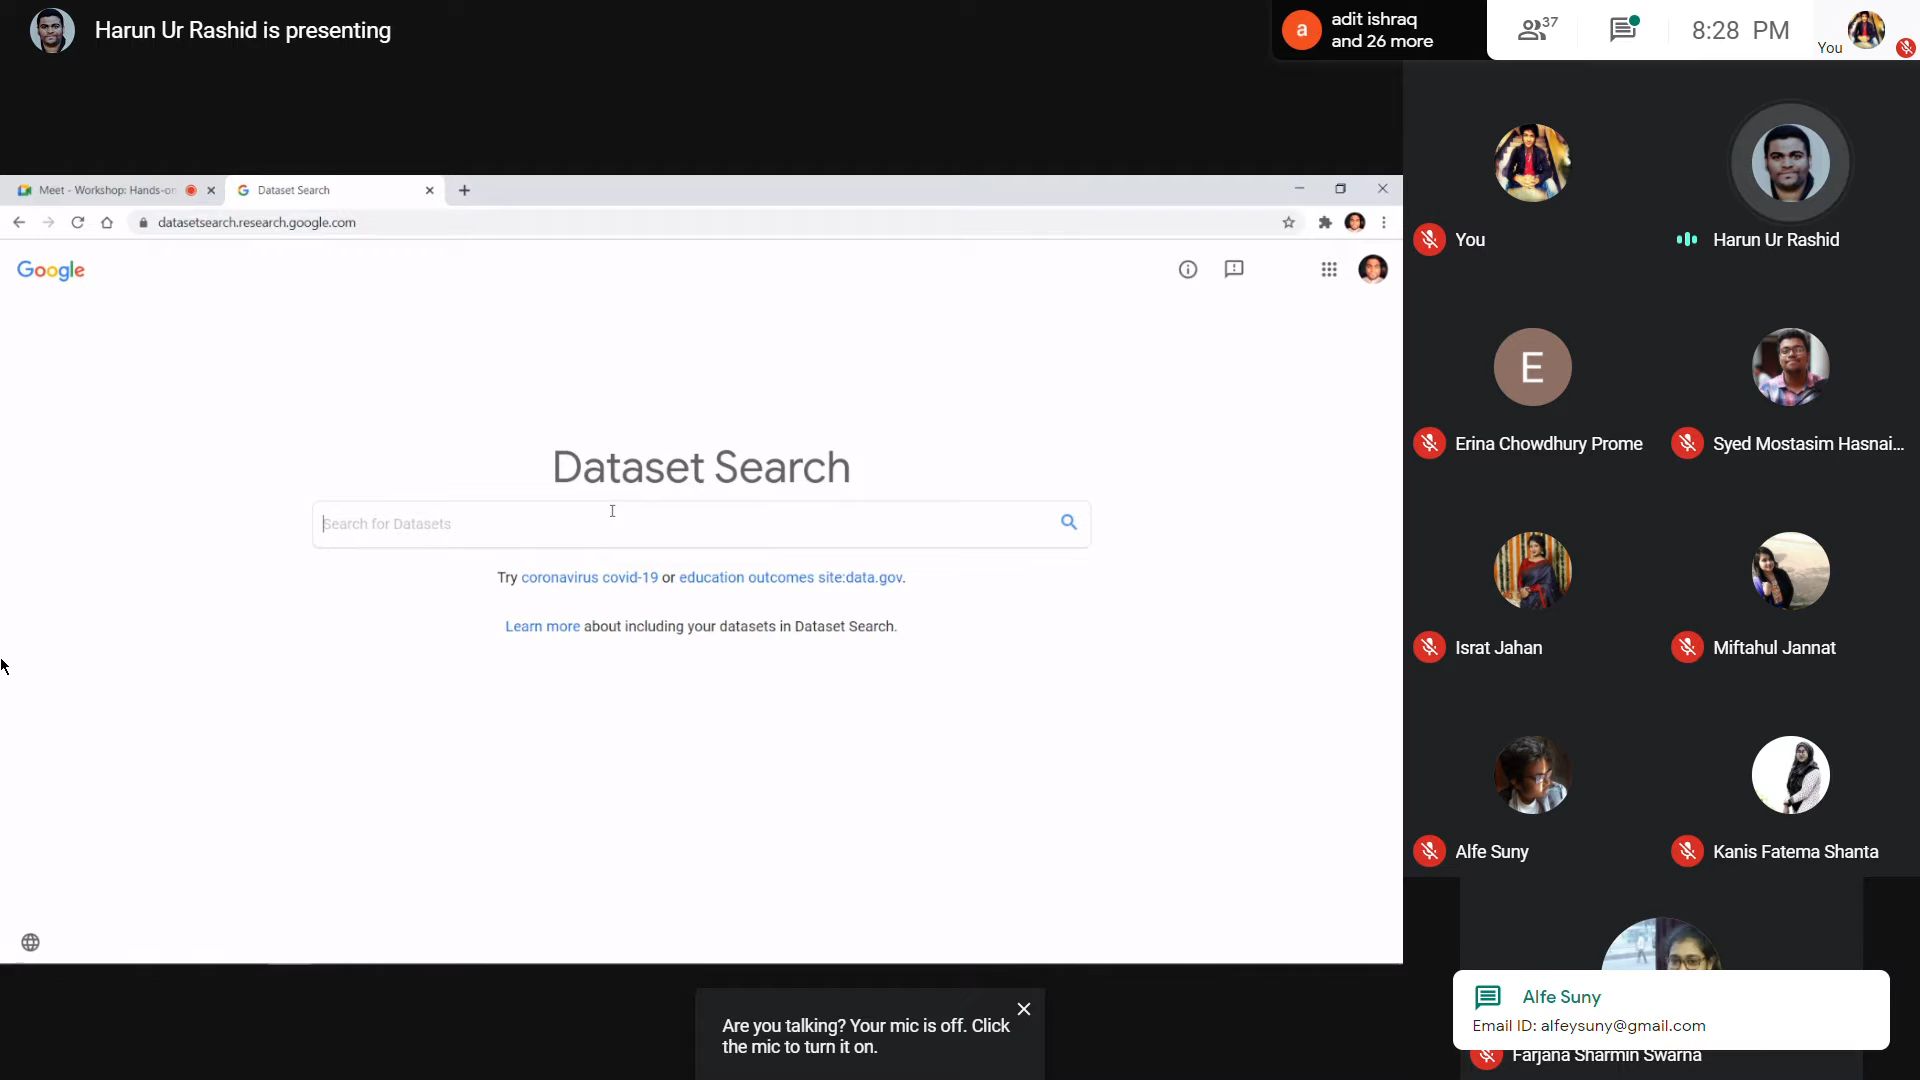 Harun Ur Rashid is presenting
a
adit ishraq
and 26 more
37
8:28 PM
You
Meet - Workshop: Hands-on
Dataset Search
datasetsearch.research.google.com
Google
Dataset Search
Search for Datasets
Try coronavirus covid-19 or education outcomes site:data.gov.
Learn more about including your datasets in Dataset Search.
You
Harun Ur Rashid
E
Erina Chowdhury Prome
Syed Mostasim Hasnai...
Israt Jahan
Miftahul Jannat
Alfe Suny
Kanis Fatema Shanta
Alfe Suny
Email ID: alfeysuny@gmail.com
Farjana Sharmin Swarna
Are you talking? Your mic is off. Click
the mic to turn it on.